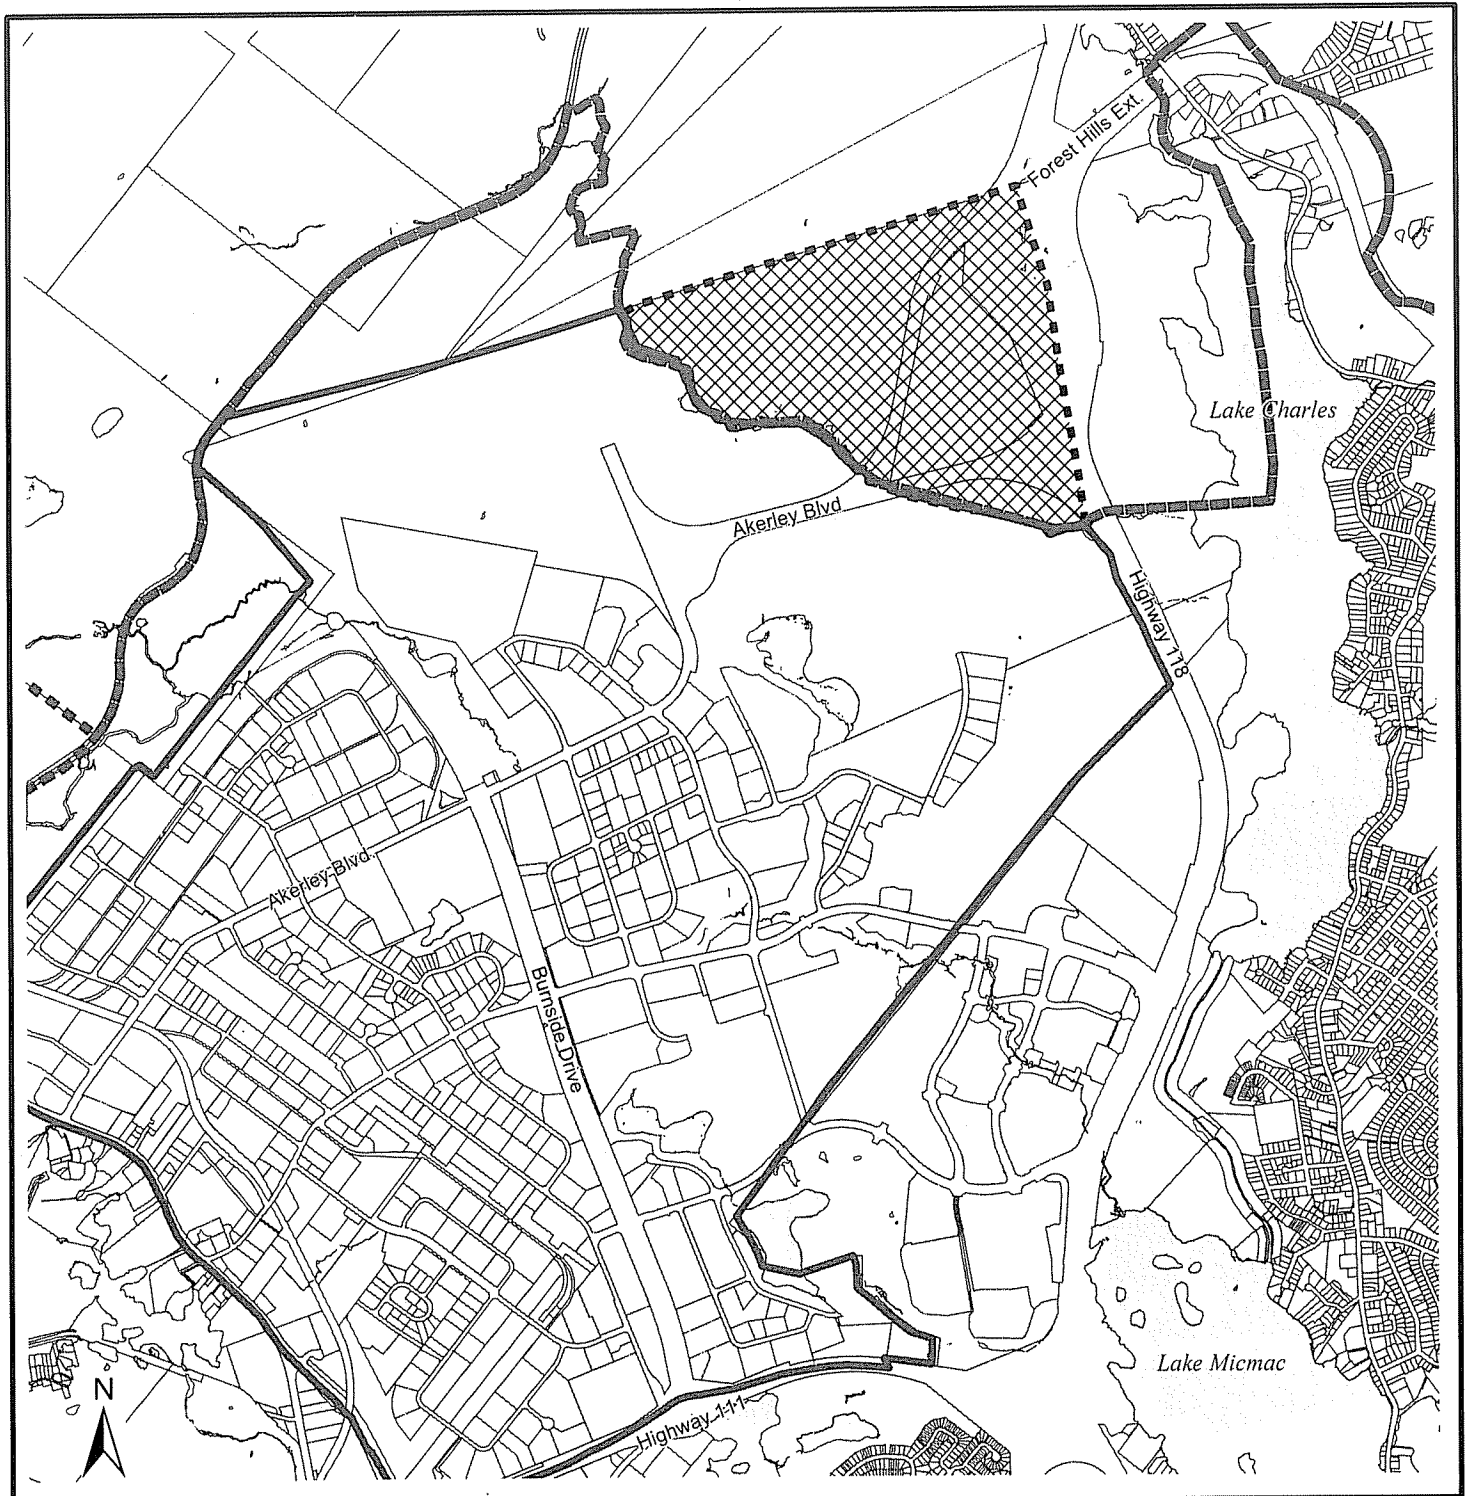 Forest Hills Ext.
Lake Charles
Akerley Blvd
Highway 118
Akerley Blvd.
Burnside Drive
Lake Micmac
N
Highway 111